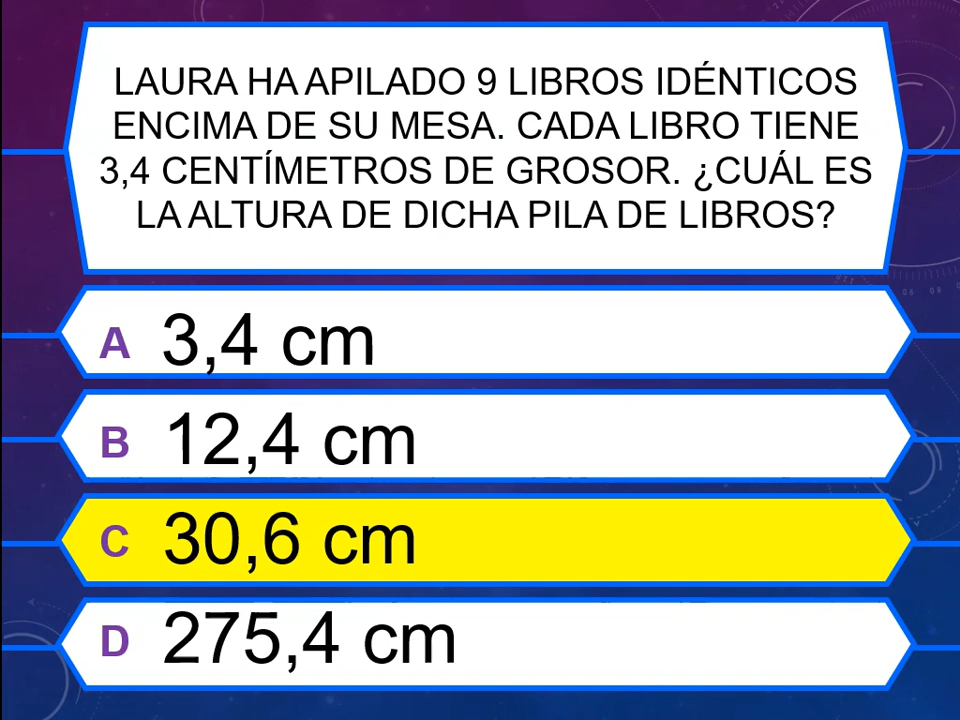 LAURA HA APILADO 9 LIBROS IDÉNTICOS
ENCIMA DE SU MESA. CADA LIBRO TIENE
3,4 CENTÍMETROS DE GROSOR. ¿CUÁL ES
LA ALTURA DE DICHA PILA DE LIBROS?
A 3,4 cm
B 12,4 cm
C 30,6 cm
D 275,4 cm